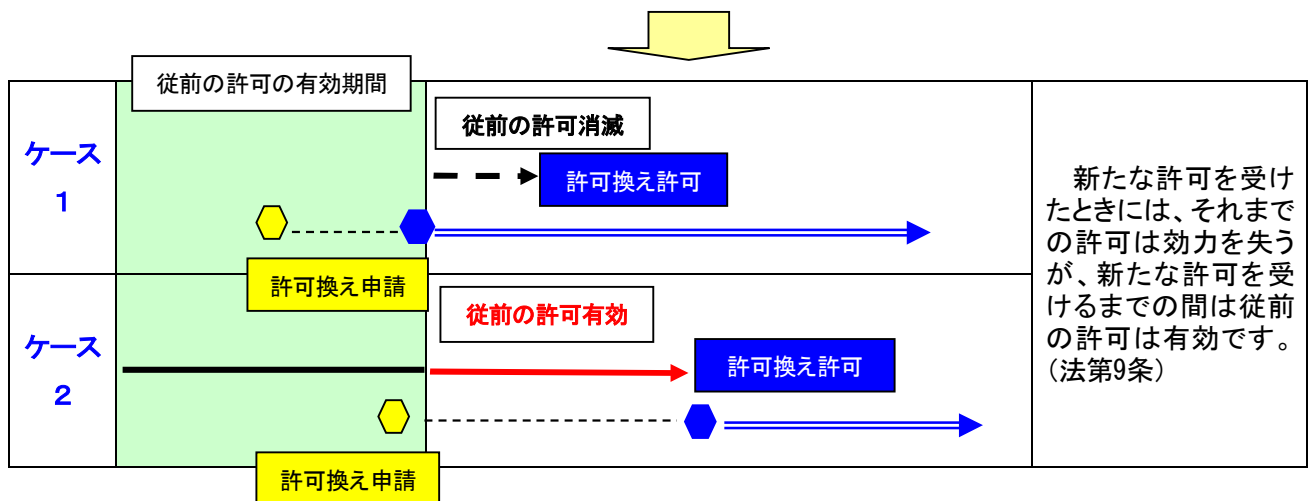 従前の許可の有効期間
ケース
1
従前の許可消滅
許可換え許可
許可換え申請
ケース
2
従前の許可有効
許可換え許可
許可換え申請
新たな許可を受け
たときには、それまで
の許可は効力を失う
が、新たな許可を受
けるまでの間は従前
の許可は有効です。
(法第9条)